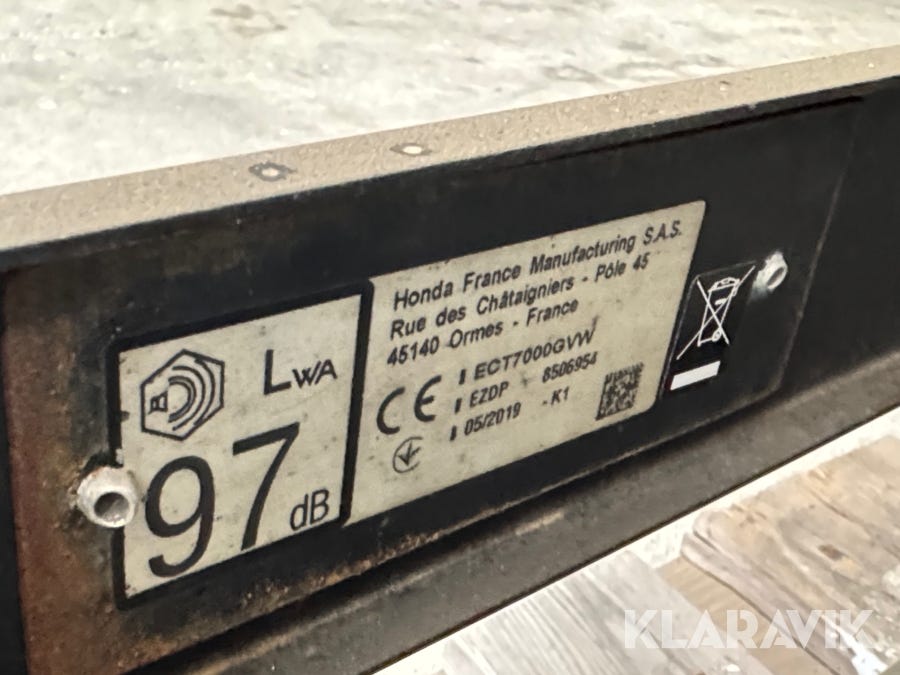 LWA
97 dB
Honda France Manufacturing S.A.S.
Rue des Châtaigniers - Pôle 45
45140 Ormes - France
CE
ECT7000GVW
EZDP 8506954
05/2019 - K1
KLARAVIK